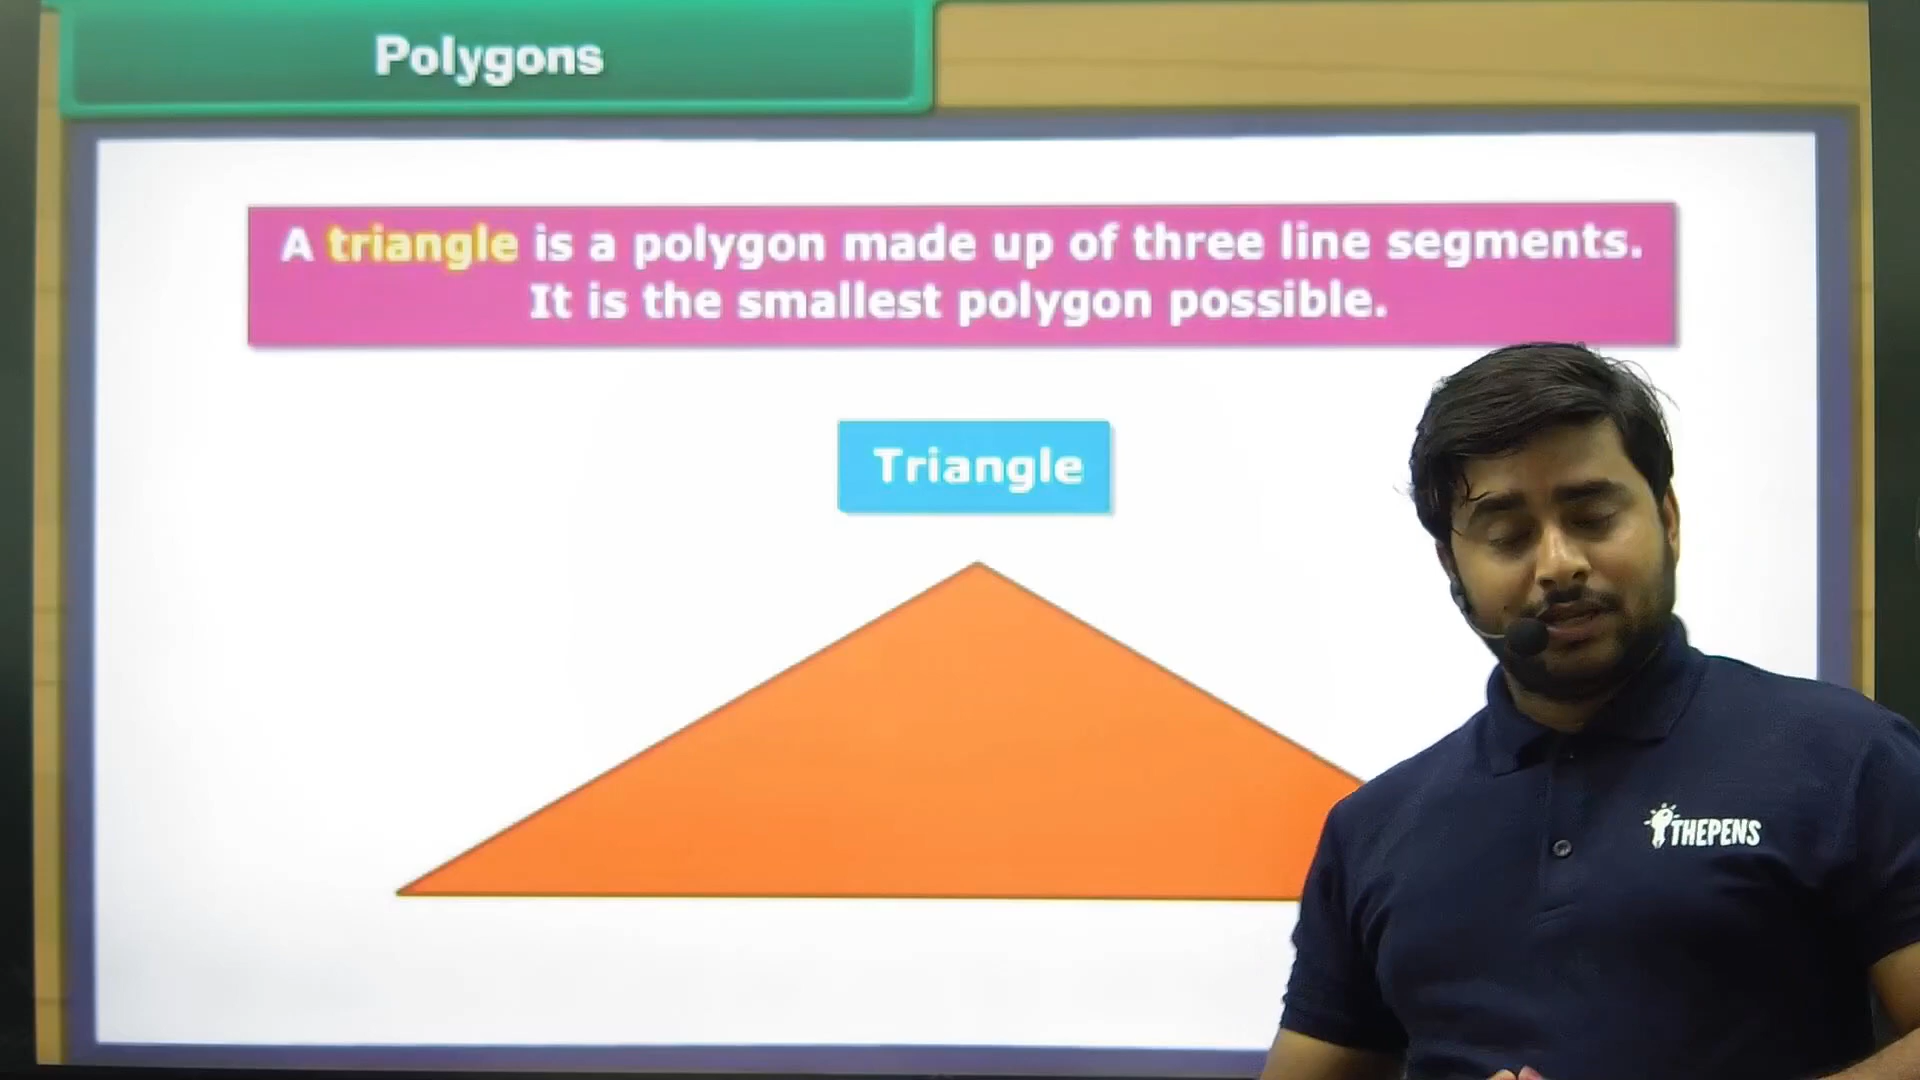 Polygons
A triangle is a polygon made up of three line segments.
It is the smallest polygon possible.
Triangle
THEPENS